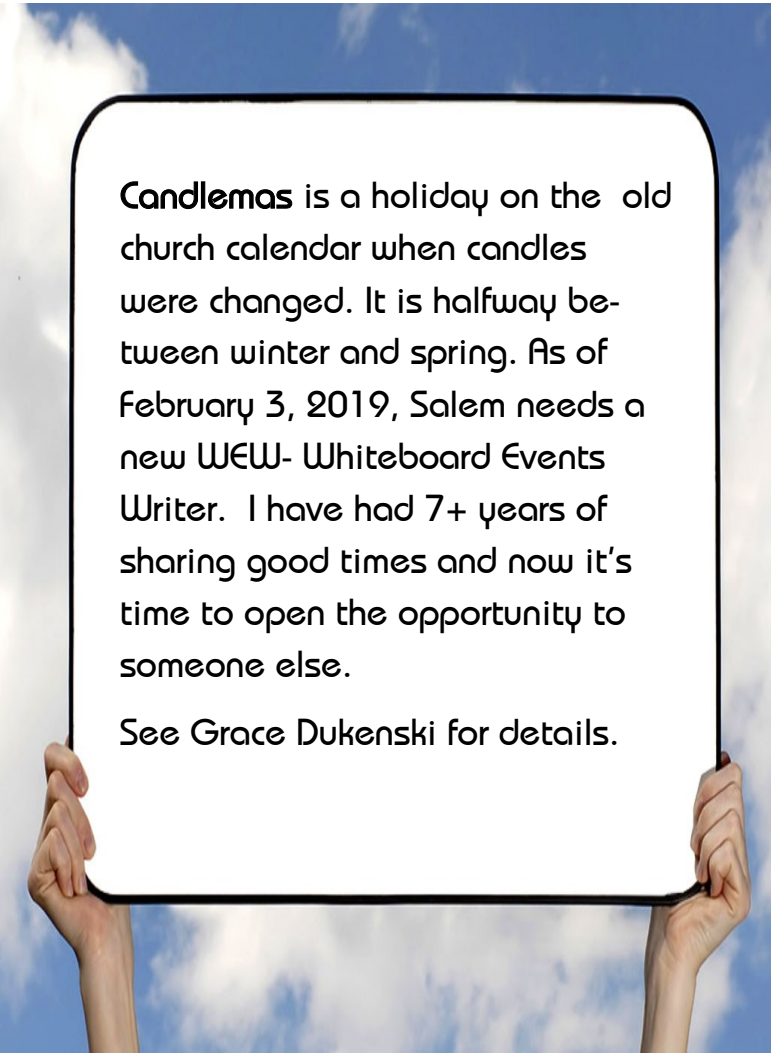 Candlemas is a holiday on the old
church calendar when candles
were changed. It is halfway be-
tween winter and spring. As of
February 3, 2019, Salem needs a
new WEW- Whiteboard Events
Writer. I have had 7+ years of
sharing good times and now it's
time to open the opportunity to
someone else.
See Grace Dukenski for details.